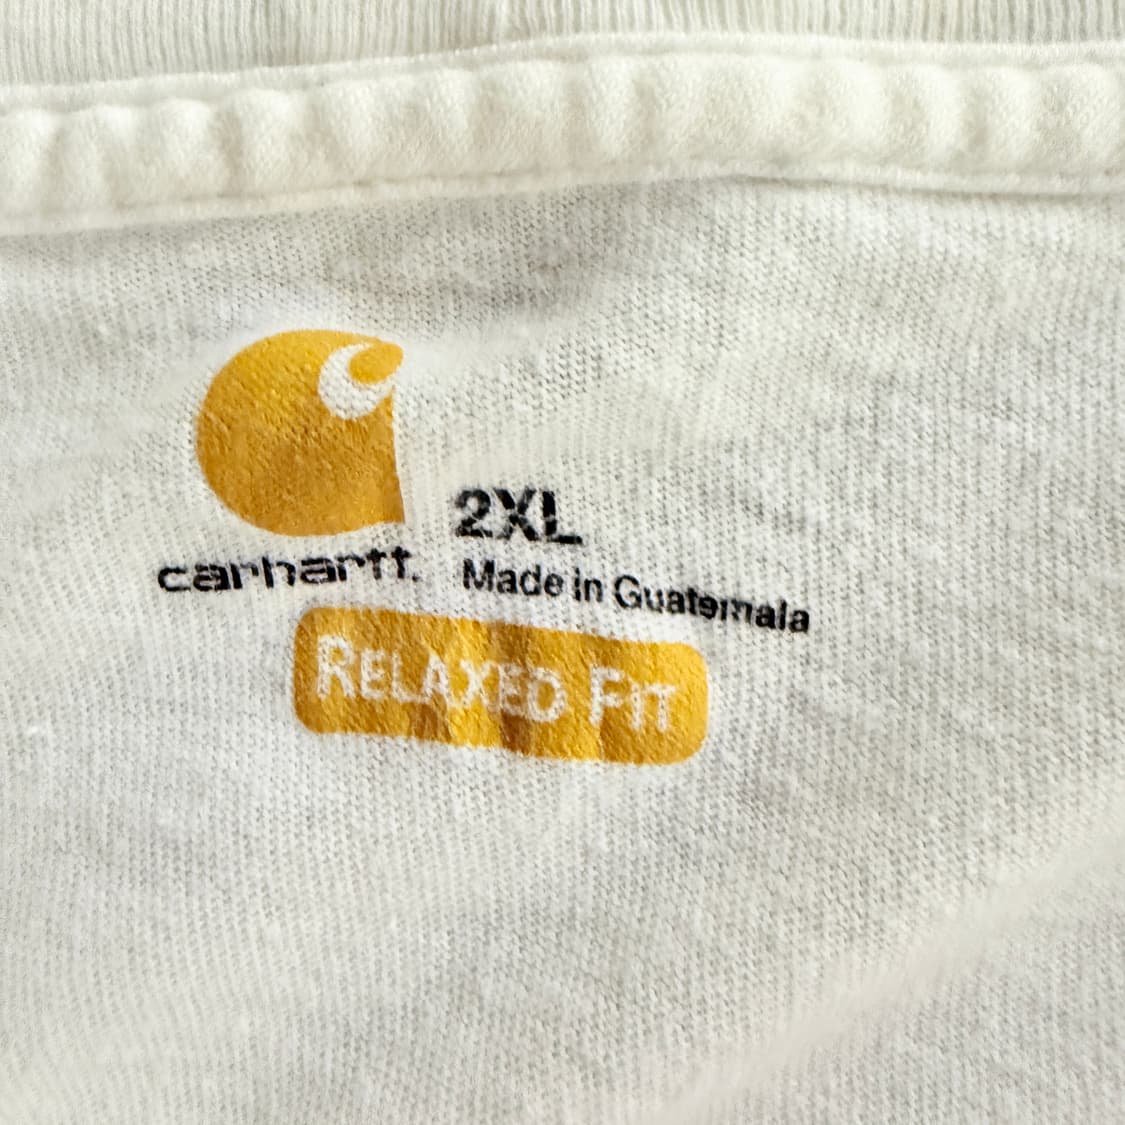 2XL
carhartt.
Made in Guatemala
RELAXED FIT